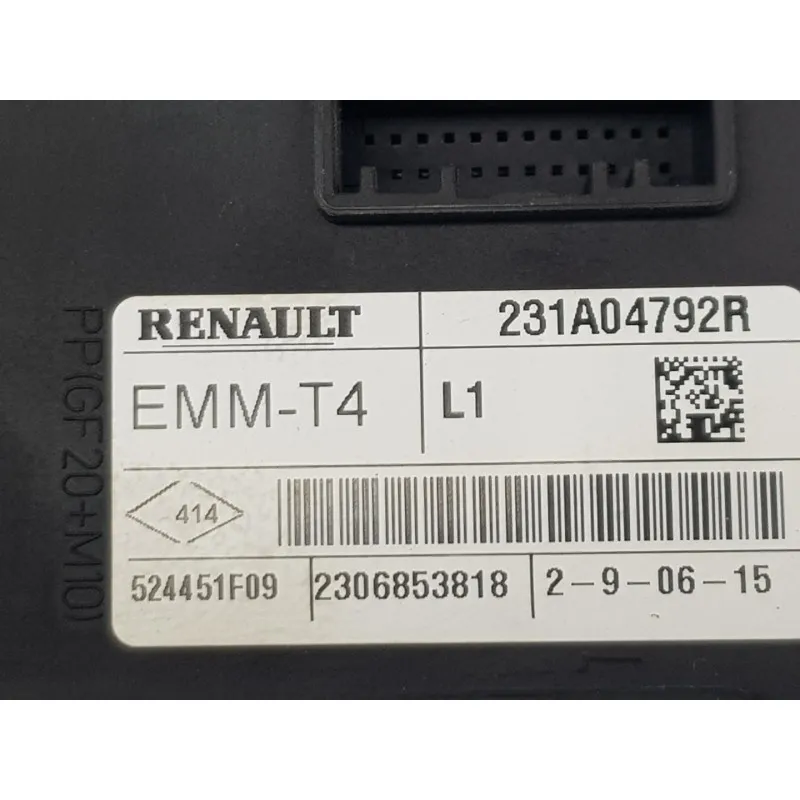 RENAULT 231A04792R
EMM-T4 L1
414
524451F09 2306853818 2-9-06-15
PP(GF20+M10)